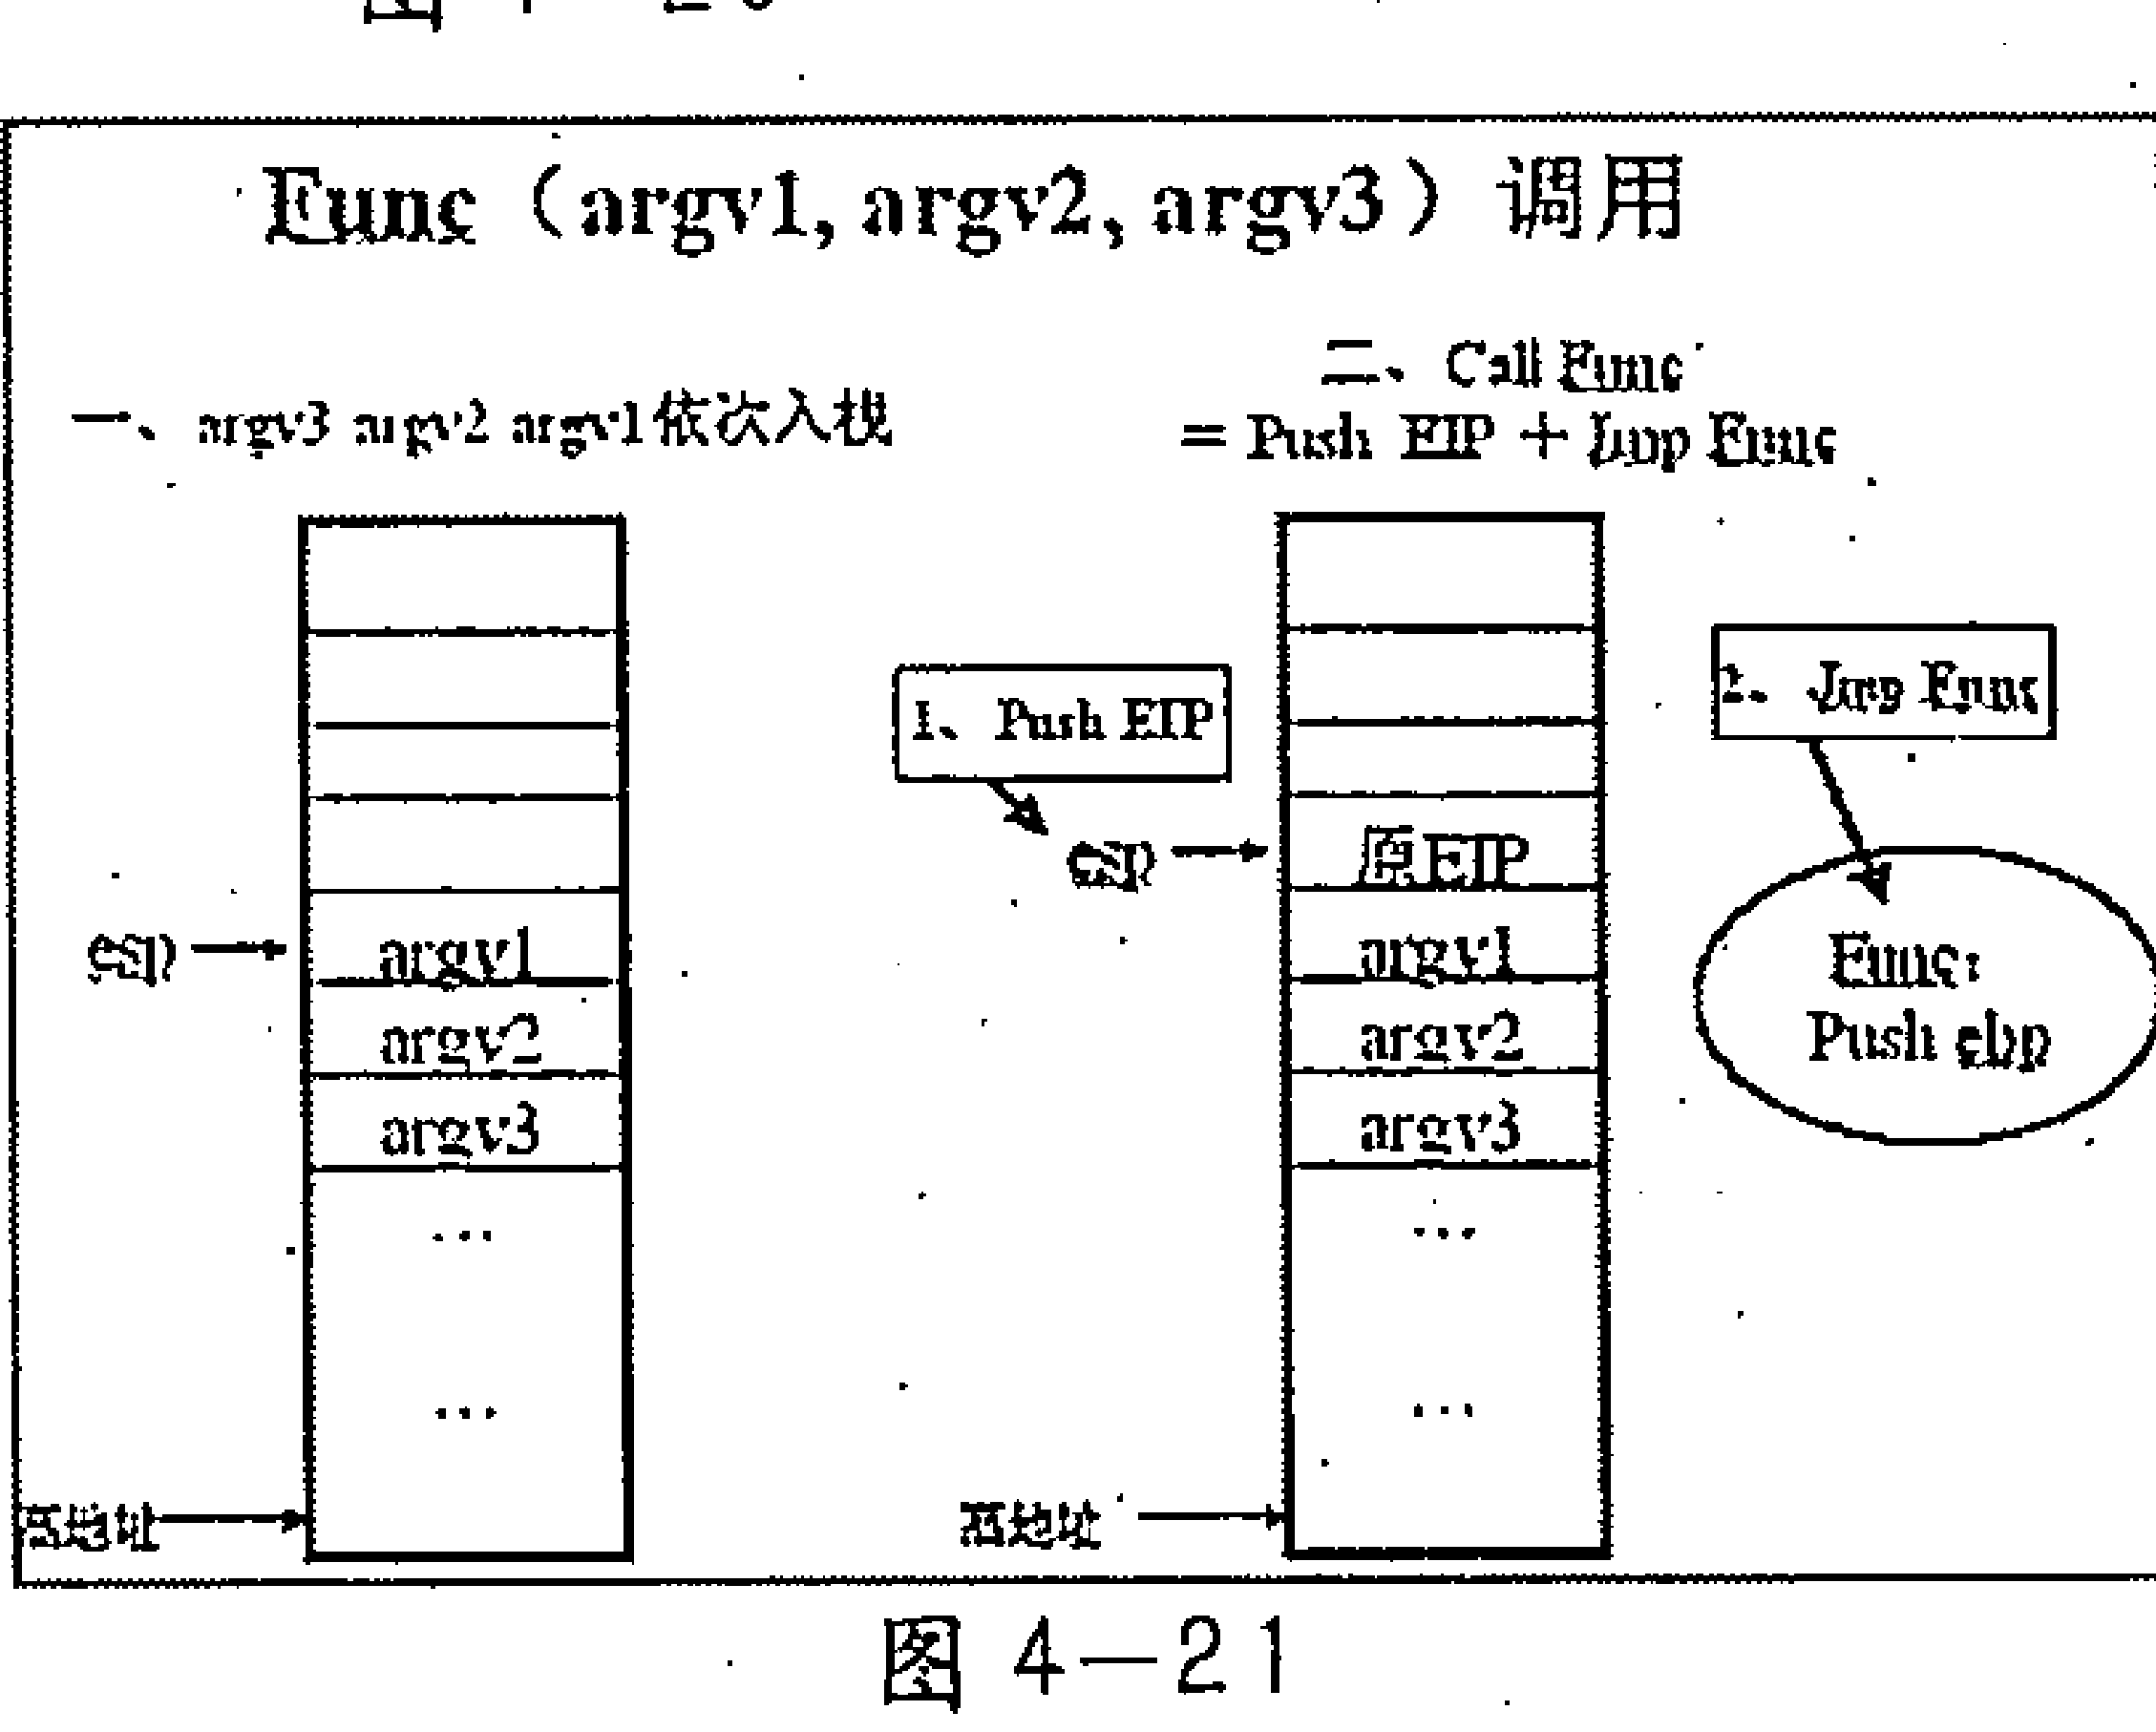 Func（argv1, argv2, argv3）调用
一、argv3 argv2 argv1依次入栈
二、Call Func
= Push EIP + Jmp Func
1、Push EIP
2、Jmp Func
esp
原EIP
esp
argv1
argv1
argv2
argv2
argv3
argv3
Func:
Push ebp
...
...
...
...
高地址
高地址
图 4-21